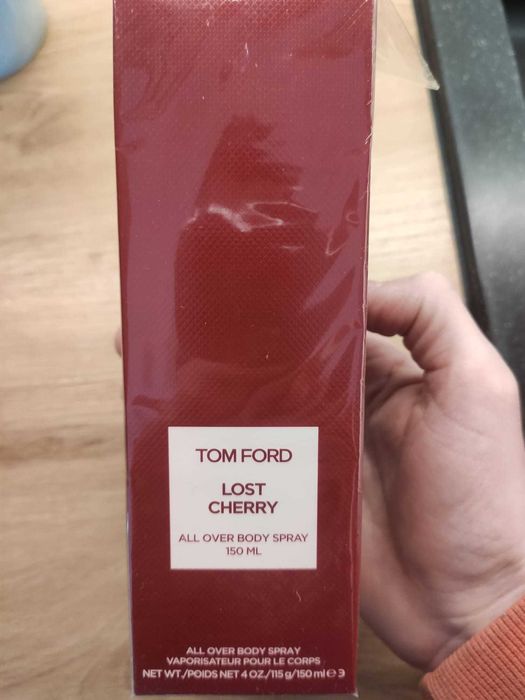 TOM FORD
LOST
CHERRY
ALL OVER BODY SPRAY
150 ML
ALL OVER BODY SPRAY
VAPORISATEUR POUR LE CORPS
NET WT./POIDS NET 4 OZ./115 g/150 ml ℮ 3